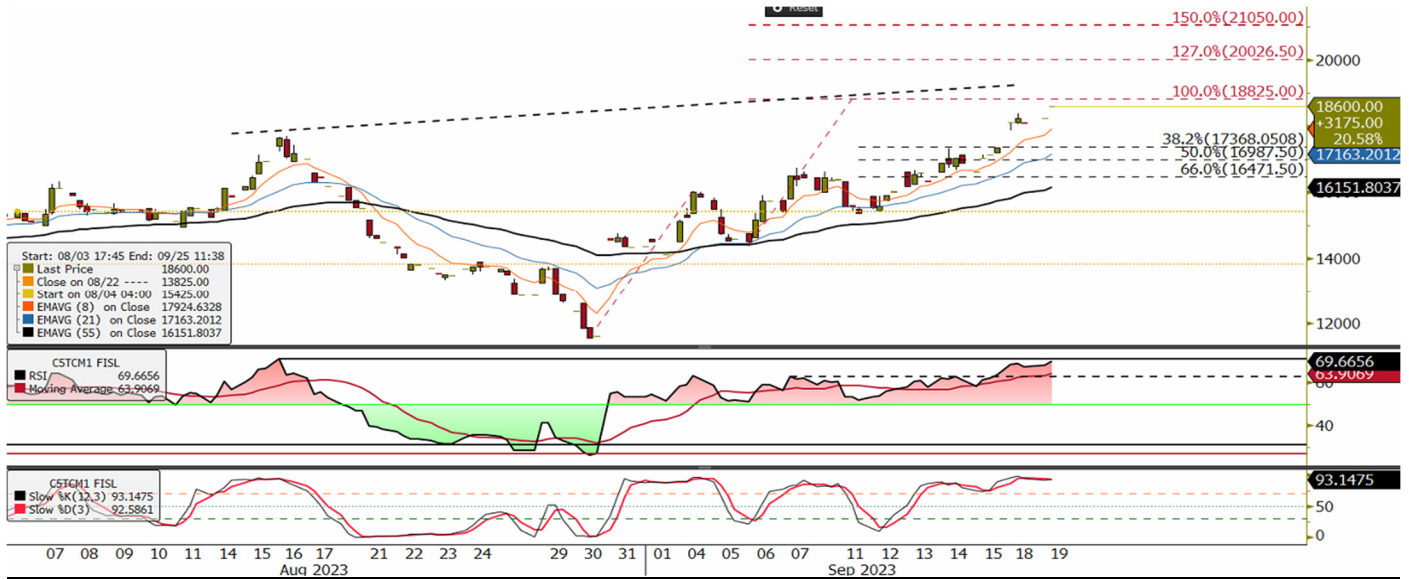 Reset
150.0%(21050.00)
127.0%(20026.50)
20000
100.0%(18825.00)
18600.00
+3175.00
20.58%
38.2%(17368.0508)
50.0%(16987.50)
17163.2012
66.0%(16471.50)
16151.8037
14000
12000
Start: 08/03 17:45 End: 09/25 11:38
Last Price 18600.00
Close on 08/22 ---- 13825.00
Start on 08/04 04:00 15425.00
EMAVG (8) on Close 17924.6328
EMAVG (21) on Close 17163.2012
EMAVG (55) on Close 16151.8037
C5TCM1 FISL
RSI 69.6656
Moving Average 63.9069
69.6656
63.9069
60
40
C5TCM1 FISL
Slow %K(12,3) 93.1475
Slow %D(3) 92.5861
93.1475
50
0
07 08 09 10 11 14 15 16 17 21 22 23 24 29 30 31 01 04 05 06 07 11 12 13 14 15 18 19
Aug 2023 Sep 2023